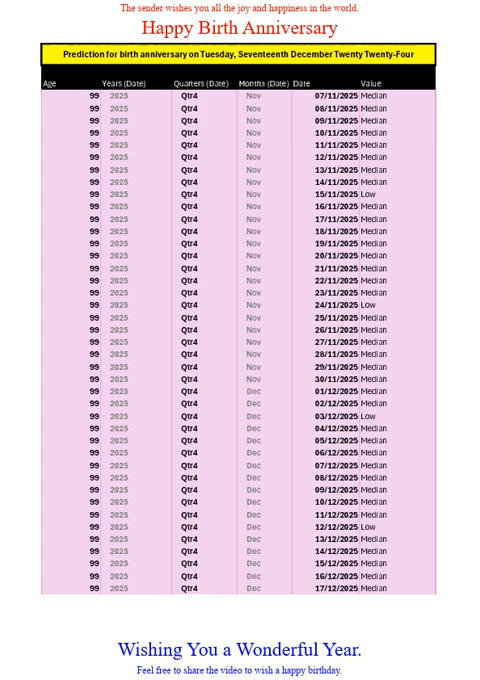 The sender wishes you all the joy and happiness in the world.
Happy Birth Anniversary
Prediction for birth anniversary on Tuesday, Seventeenth December Twenty Twenty-Four
Age Years (Date) Quarters (Date) Months (Date) Date Value
99 2025 Qtr4 Nov 07/11/2025 Median
99 2025 Qtr4 Nov 08/11/2025 Median
99 2025 Qtr4 Nov 09/11/2025 Median
99 2025 Qtr4 Nov 10/11/2025 Median
99 2025 Qtr4 Nov 11/11/2025 Median
99 2025 Qtr4 Nov 12/11/2025 Median
99 2025 Qtr4 Nov 13/11/2025 Median
99 2025 Qtr4 Nov 14/11/2025 Median
99 2025 Qtr4 Nov 15/11/2025 Low
99 2025 Qtr4 Nov 16/11/2025 Median
99 2025 Qtr4 Nov 17/11/2025 Median
99 2025 Qtr4 Nov 18/11/2025 Median
99 2025 Qtr4 Nov 19/11/2025 Median
99 2025 Qtr4 Nov 20/11/2025 Median
99 2025 Qtr4 Nov 21/11/2025 Median
99 2025 Qtr4 Nov 22/11/2025 Median
99 2025 Qtr4 Nov 23/11/2025 Median
99 2025 Qtr4 Nov 24/11/2025 Low
99 2025 Qtr4 Nov 25/11/2025 Median
99 2025 Qtr4 Nov 26/11/2025 Median
99 2025 Qtr4 Nov 27/11/2025 Median
99 2025 Qtr4 Nov 28/11/2025 Median
99 2025 Qtr4 Nov 29/11/2025 Median
99 2025 Qtr4 Nov 30/11/2025 Median
99 2025 Qtr4 Dec 01/12/2025 Median
99 2025 Qtr4 Dec 02/12/2025 Median
99 2025 Qtr4 Dec 03/12/2025 Low
99 2025 Qtr4 Dec 04/12/2025 Median
99 2025 Qtr4 Dec 05/12/2025 Median
99 2025 Qtr4 Dec 06/12/2025 Median
99 2025 Qtr4 Dec 07/12/2025 Median
99 2025 Qtr4 Dec 08/12/2025 Median
99 2025 Qtr4 Dec 09/12/2025 Median
99 2025 Qtr4 Dec 10/12/2025 Median
99 2025 Qtr4 Dec 11/12/2025 Median
99 2025 Qtr4 Dec 12/12/2025 Low
99 2025 Qtr4 Dec 13/12/2025 Median
99 2025 Qtr4 Dec 14/12/2025 Median
99 2025 Qtr4 Dec 15/12/2025 Median
99 2025 Qtr4 Dec 16/12/2025 Median
99 2025 Qtr4 Dec 17/12/2025 Median
Wishing You a Wonderful Year.
Feel free to share the video to wish a happy birthday.